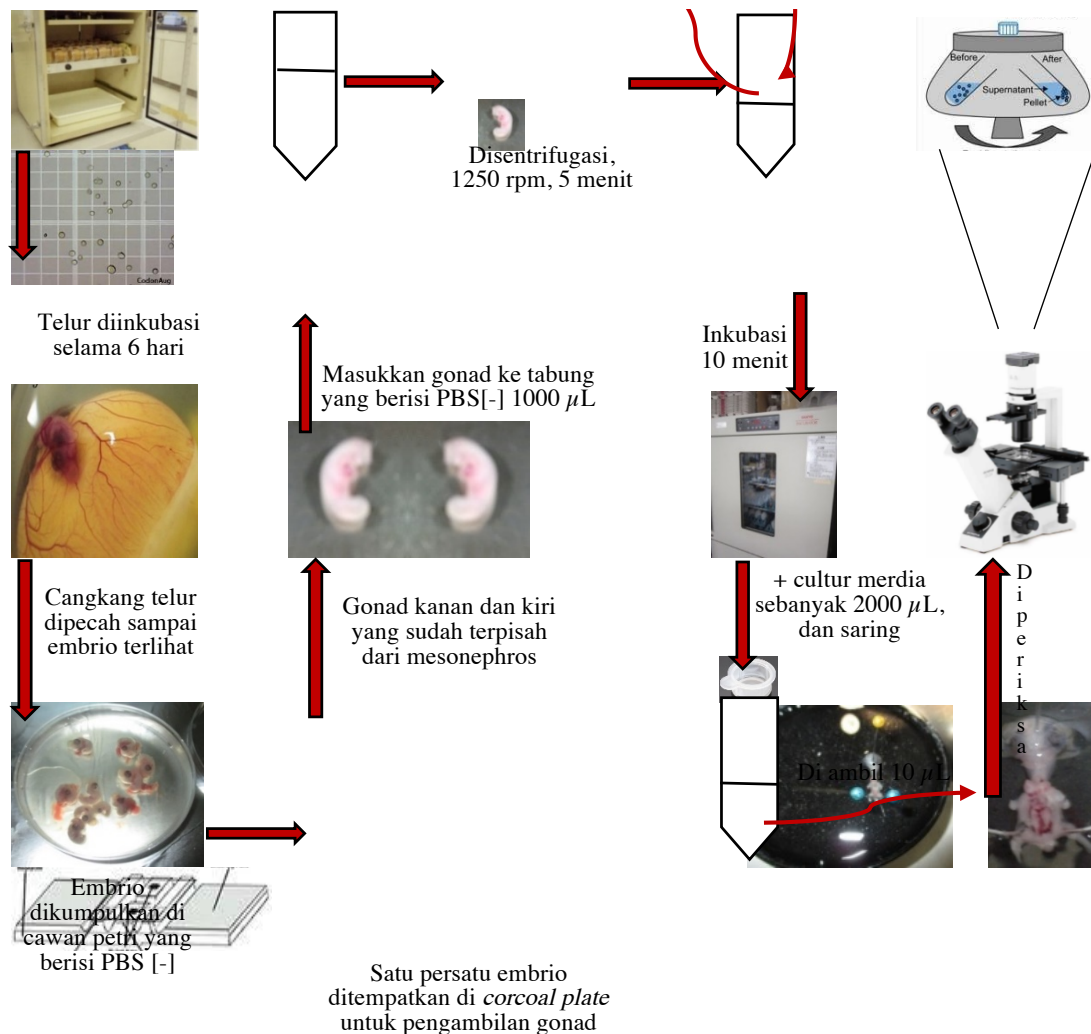 Before
After
Supernatant
Pellet
Disentrifugasi,
1250 rpm, 5 menit
CodonAug
Telur diinkubasi
selama 6 hari
Masukkan gonad ke tabung
yang berisi PBS[-] 1000 µL
Inkubasi
10 menit
Cangkang telur
dipecah sampai
embrio terlihat
Gonad kanan dan kiri
yang sudah terpisah
dari mesonephros
+ cultur merdia
sebanyak 2000 µL,
dan saring
Diperiksa
Di ambil 10 µL
Embrio
dikumpulkan di
cawan petri yang
berisi PBS [-]
Satu persatu embrio
ditempatkan di corcoal plate
untuk pengambilan gonad